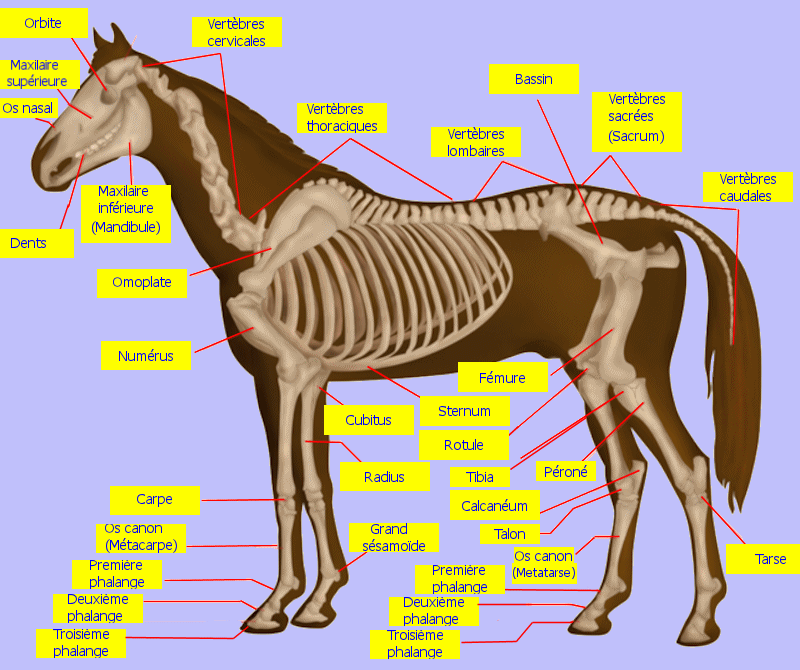 Orbite
Vertèbres
cervicales
Maxilaire
supérieure
Os nasal
Bassin
Vertèbres
sacrées
(Sacrum)
Vertèbres
thoraciques
Vertèbres
lombaires
Vertèbres
caudales
Maxilaire
inférieure
(Mandibule)
Dents
Omoplate
Numérus
Fémure
Cubitus
Sternum
Rotule
Radius
Tibia
Péroné
Carpe
Calcanéum
Os canon
(Métacarpe)
Grand
sésamoïde
Talon
Os canon
(Metatarse)
Tarse
Première
phalange
Première
phalange
Deuxième
phalange
Deuxième
phalange
Troisième
phalange
Troisième
phalange